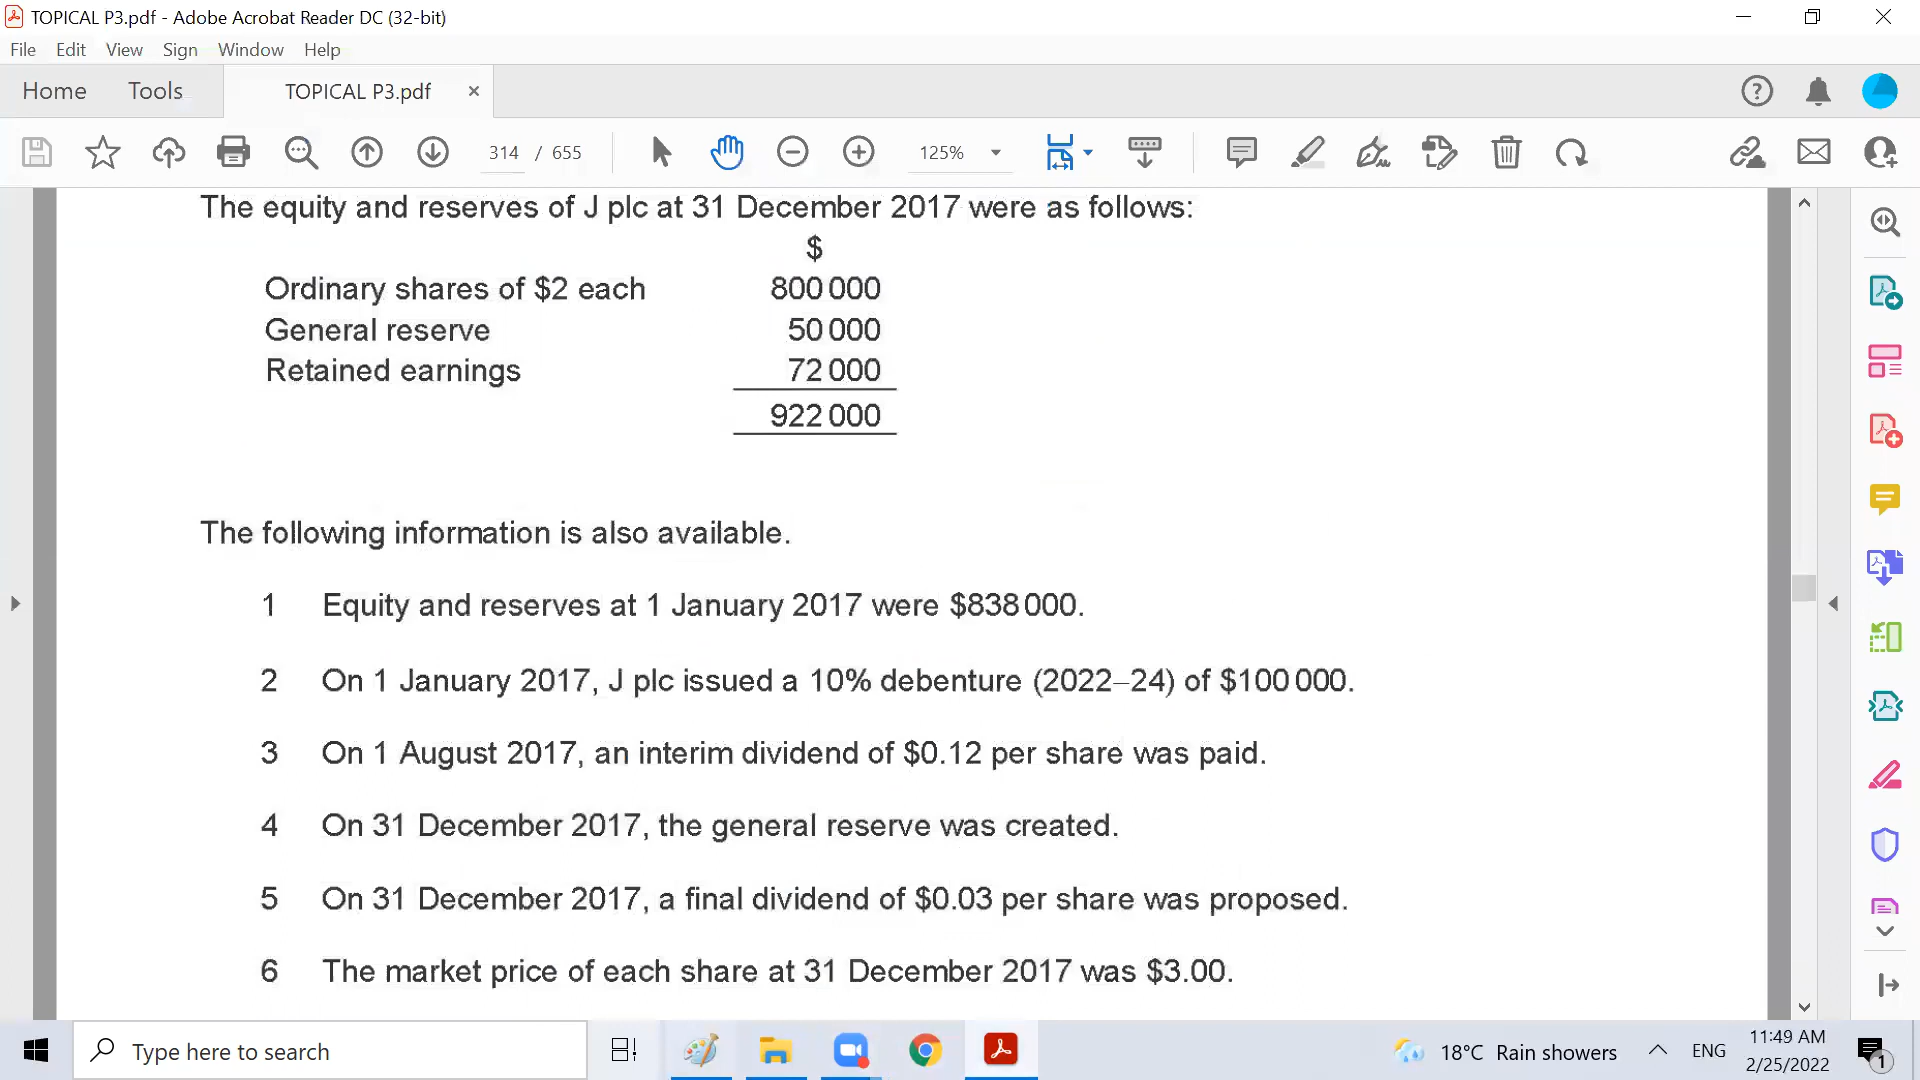 TOPICAL P3.pdf - Adobe Acrobat Reader DC (32-bit)
File Edit View Sign Window Help
Home Tools TOPICAL P3.pdf ×
314 / 655 125%
The equity and reserves of J plc at 31 December 2017 were as follows:
$
Ordinary shares of $2 each 800 000
General reserve 50 000
Retained earnings 72 000
922 000
The following information is also available.
1 Equity and reserves at 1 January 2017 were $838 000.
2 On 1 January 2017, J plc issued a 10% debenture (2022–24) of $100 000.
3 On 1 August 2017, an interim dividend of $0.12 per share was paid.
4 On 31 December 2017, the general reserve was created.
5 On 31 December 2017, a final dividend of $0.03 per share was proposed.
6 The market price of each share at 31 December 2017 was $3.00.
Type here to search
18°C Rain showers ENG
11:49 AM
2/25/2022
1